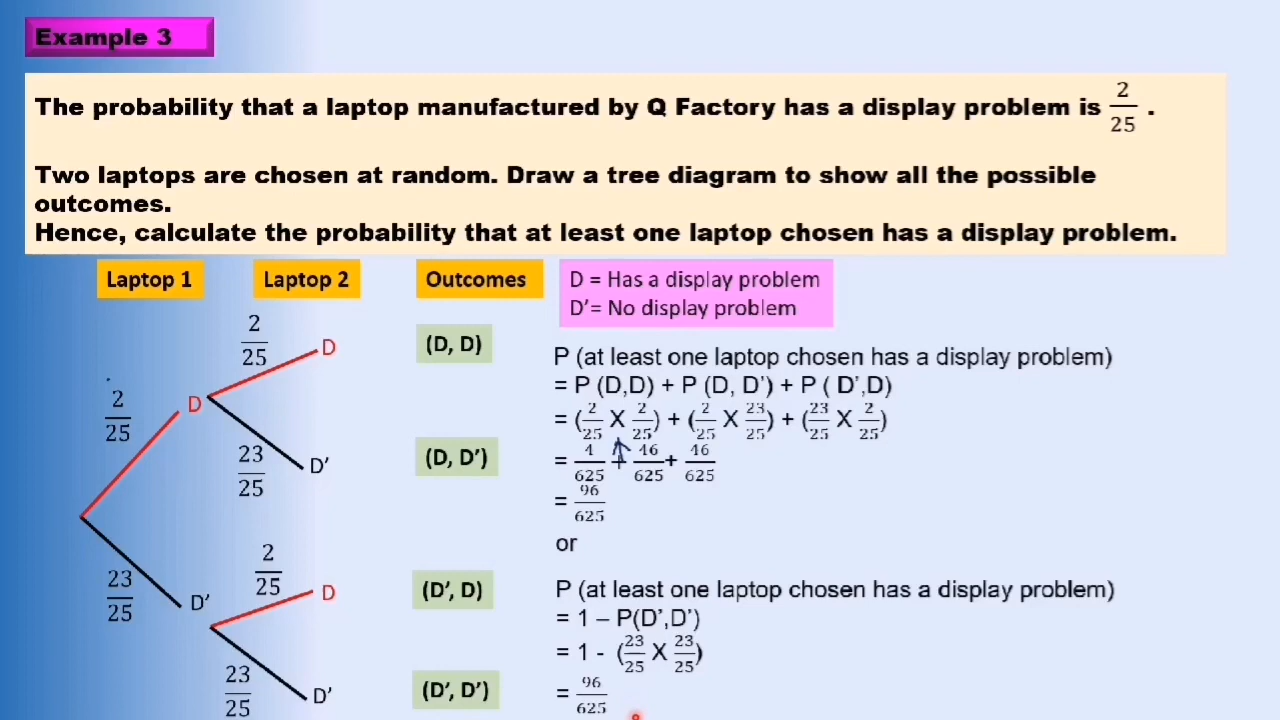 Example 3
The probability that a laptop manufactured by Q Factory has a display problem is 2/25 .
Two laptops are chosen at random. Draw a tree diagram to show all the possible
outcomes.
Hence, calculate the probability that at least one laptop chosen has a display problem.
Laptop 1
Laptop 2
Outcomes
D = Has a display problem
D'= No display problem
2/25
D
2/25
D
(D, D)
23/25
D'
(D, D')
23/25
D'
2/25
D
(D', D)
23/25
D'
(D', D')
P (at least one laptop chosen has a display problem)
= P (D,D) + P (D, D') + P ( D',D)
= (2/25 X 2/25) + (2/25 X 23/25) + (23/25 X 2/25)
= 4/625 + 46/625 + 46/625
= 96/625
or
P (at least one laptop chosen has a display problem)
= 1 – P(D',D')
= 1 - (23/25 X 23/25)
= 96/625